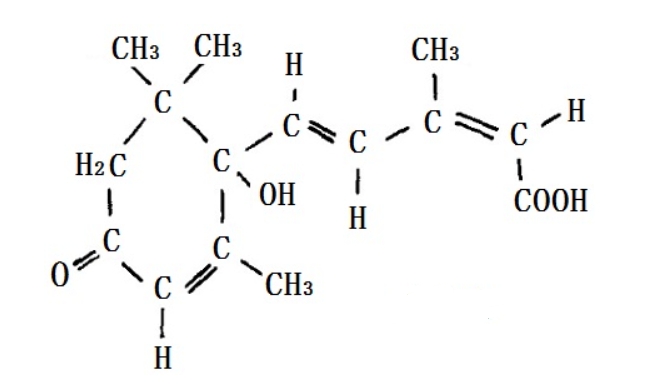 CH3 CH3 H CH3
C C C H
H2C C C C
OH COOH
H
C C
O C CH3
H